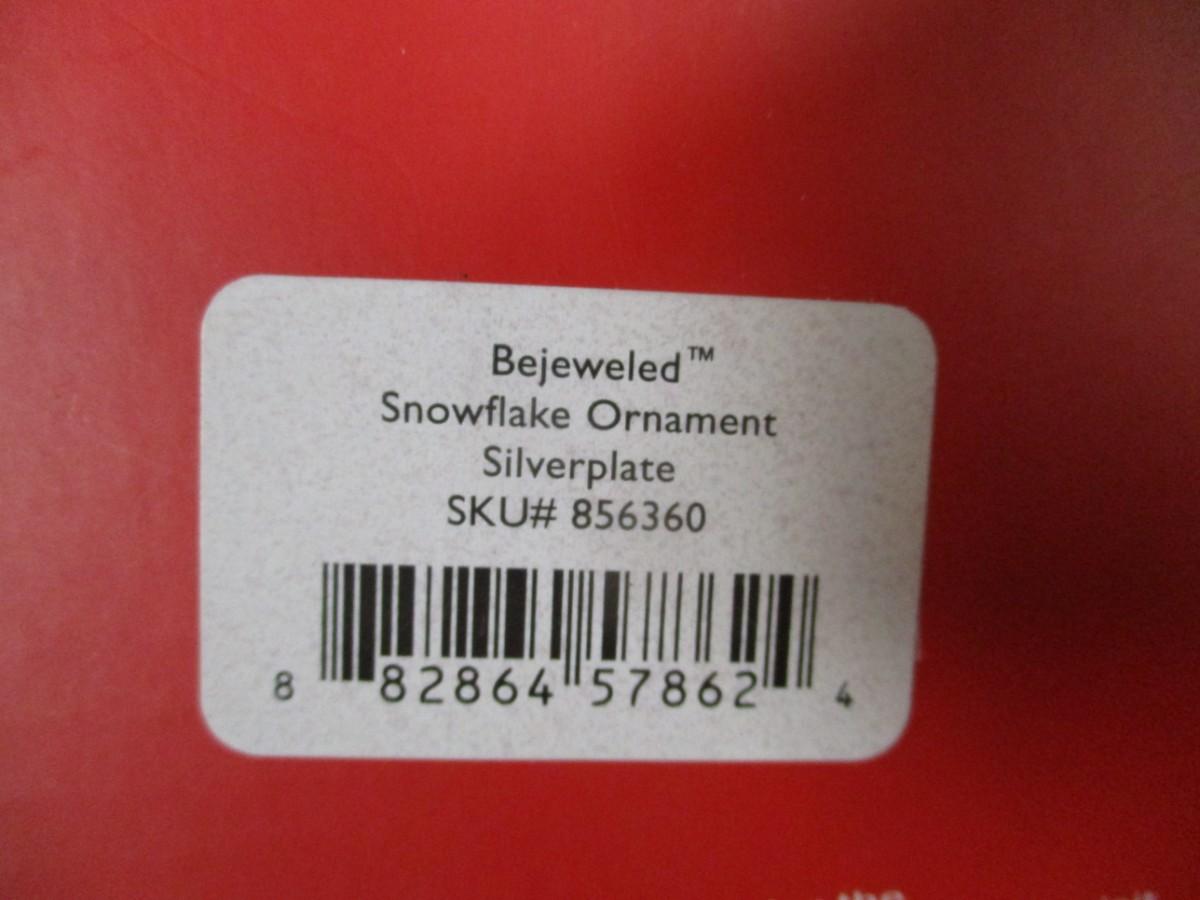 Bejeweled™
Snowflake Ornament
Silverplate
SKU# 856360
8 82864 57862 4